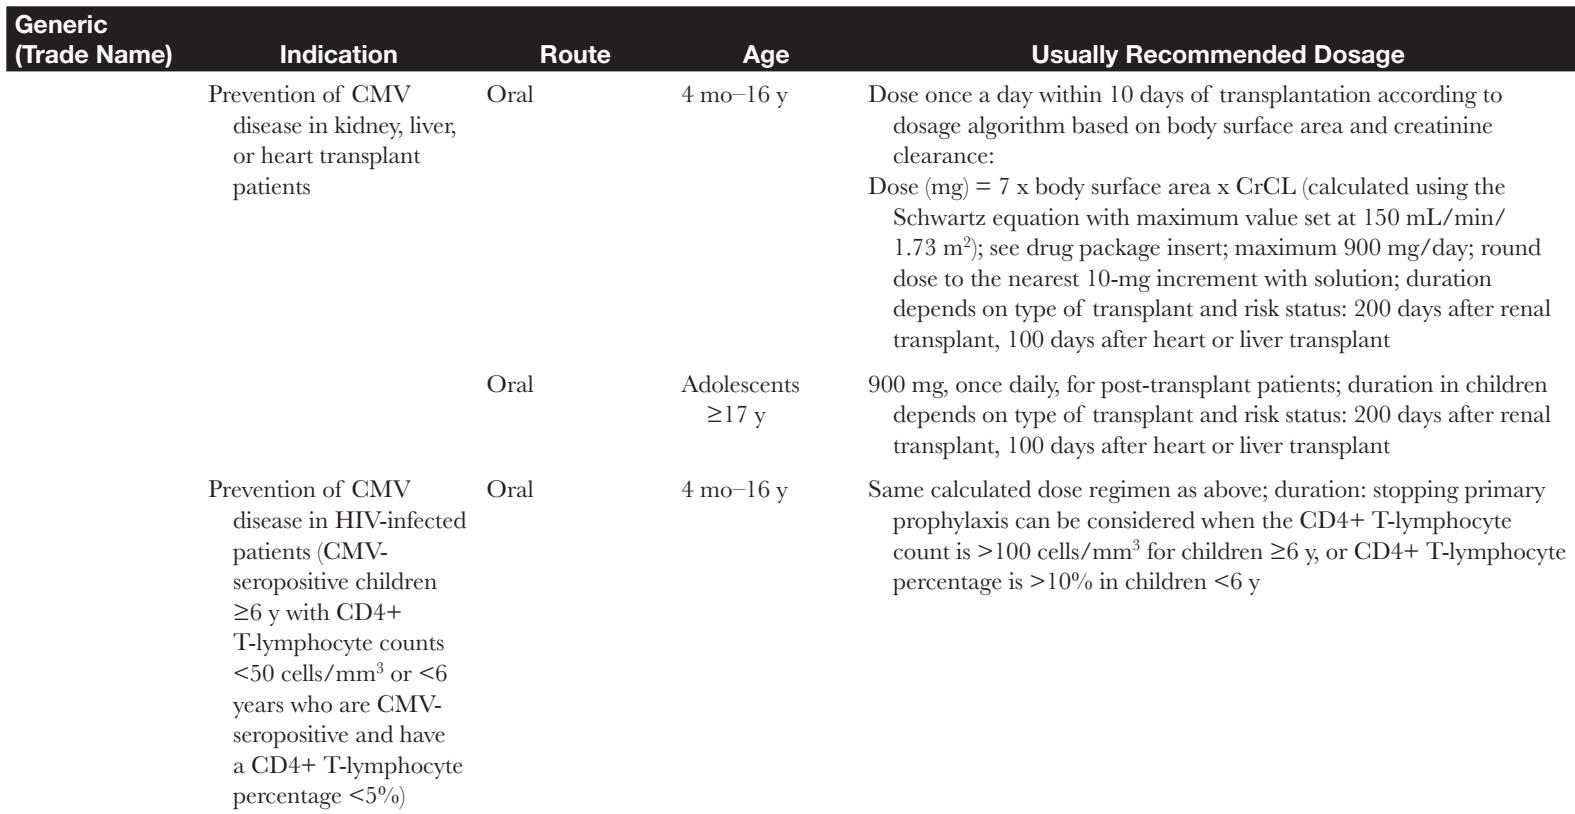 Generic
(Trade Name) Indication Route Age Usually Recommended Dosage
Prevention of CMV
disease in kidney, liver,
or heart transplant
patients
Oral
4 mo–16 y
Dose once a day within 10 days of transplantation according to
dosage algorithm based on body surface area and creatinine
clearance:
Dose (mg) = 7 x body surface area x CrCL (calculated using the
Schwartz equation with maximum value set at 150 mL/min/
1.73 m²); see drug package insert; maximum 900 mg/day; round
dose to the nearest 10-mg increment with solution; duration
depends on type of transplant and risk status: 200 days after renal
transplant, 100 days after heart or liver transplant
Oral
Adolescents
≥17 y
900 mg, once daily, for post-transplant patients; duration in children
depends on type of transplant and risk status: 200 days after renal
transplant, 100 days after heart or liver transplant
Prevention of CMV
disease in HIV-infected
patients (CMV-
seropositive children
≥6 y with CD4+
T-lymphocyte counts
<50 cells/mm³ or <6
years who are CMV-
seropositive and have
a CD4+ T-lymphocyte
percentage <5%)
Oral
4 mo–16 y
Same calculated dose regimen as above; duration: stopping primary
prophylaxis can be considered when the CD4+ T-lymphocyte
count is >100 cells/mm³ for children ≥6 y, or CD4+ T-lymphocyte
percentage is >10% in children <6 y